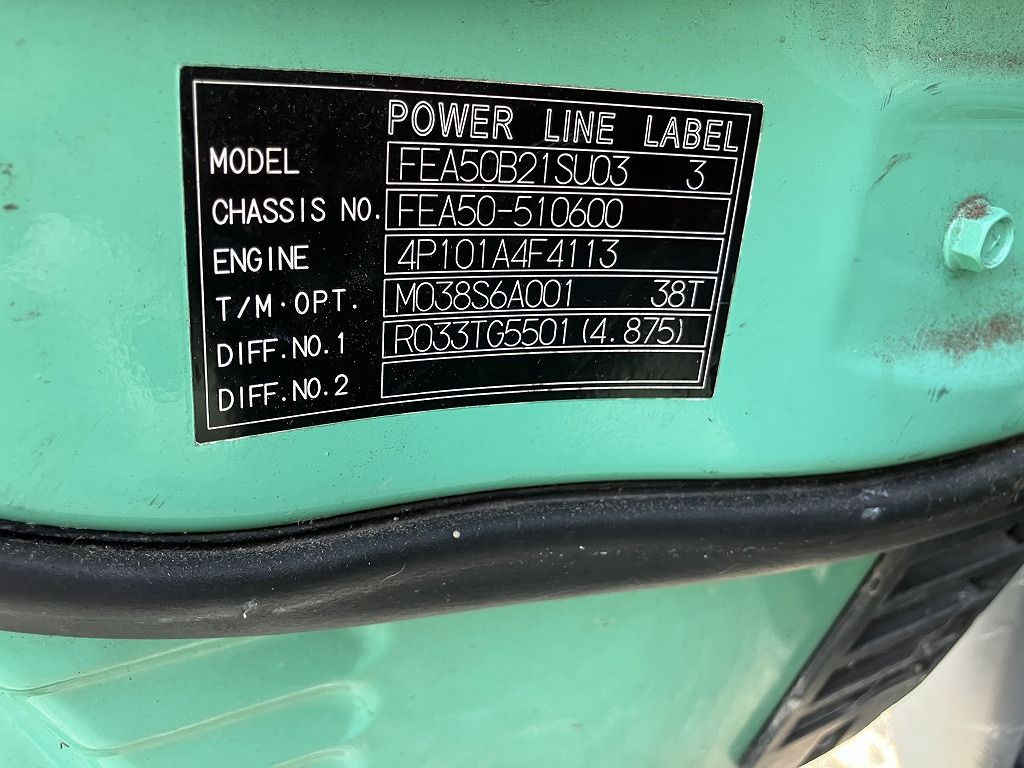 POWER LINE LABEL
MODEL FEA50B21SU03 3
CHASSIS NO. FEA50-510600
ENGINE 4P101A4F4113
T/M·OPT. M038S6A001 38T
DIFF.NO.1 R033TG5501(4.875)
DIFF.NO.2